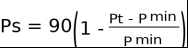 Ps = 90(1 - (Pt - P min) / P min)